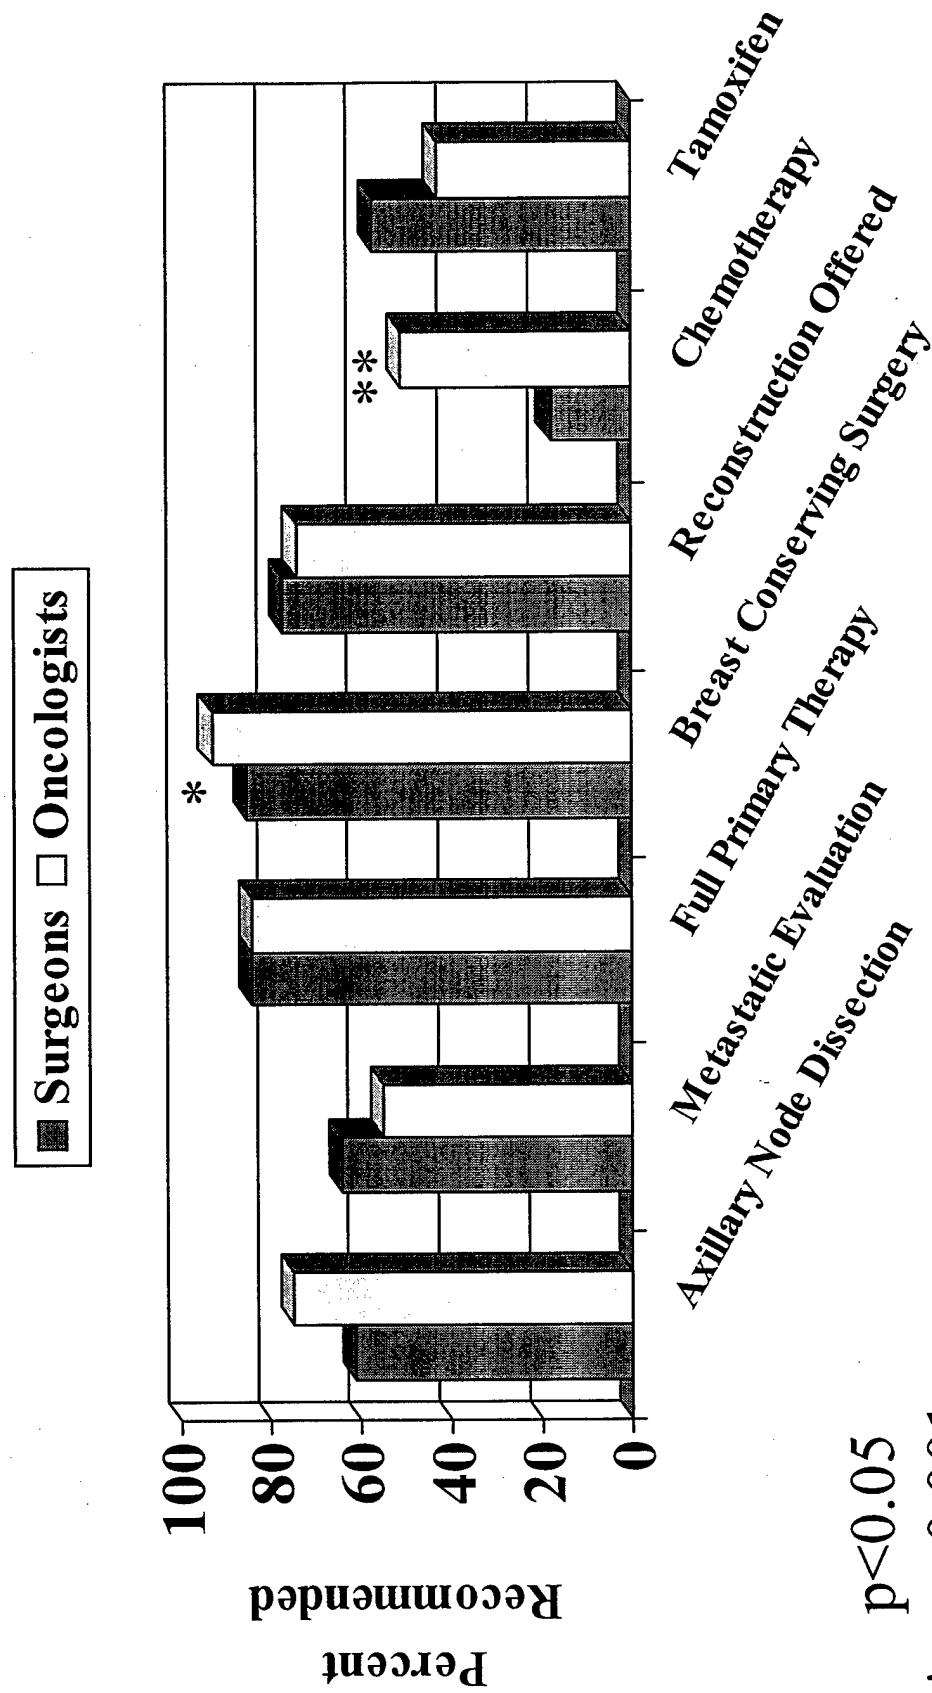 Surgeons Oncologists
Percent
Recommended
100
80
60
40
20
0
* 
**
Axillary Node Dissection
Metastatic Evaluation
Full Primary Therapy
Breast Conserving Surgery
Reconstruction Offered
Chemotherapy
Tamoxifen
p<0.05